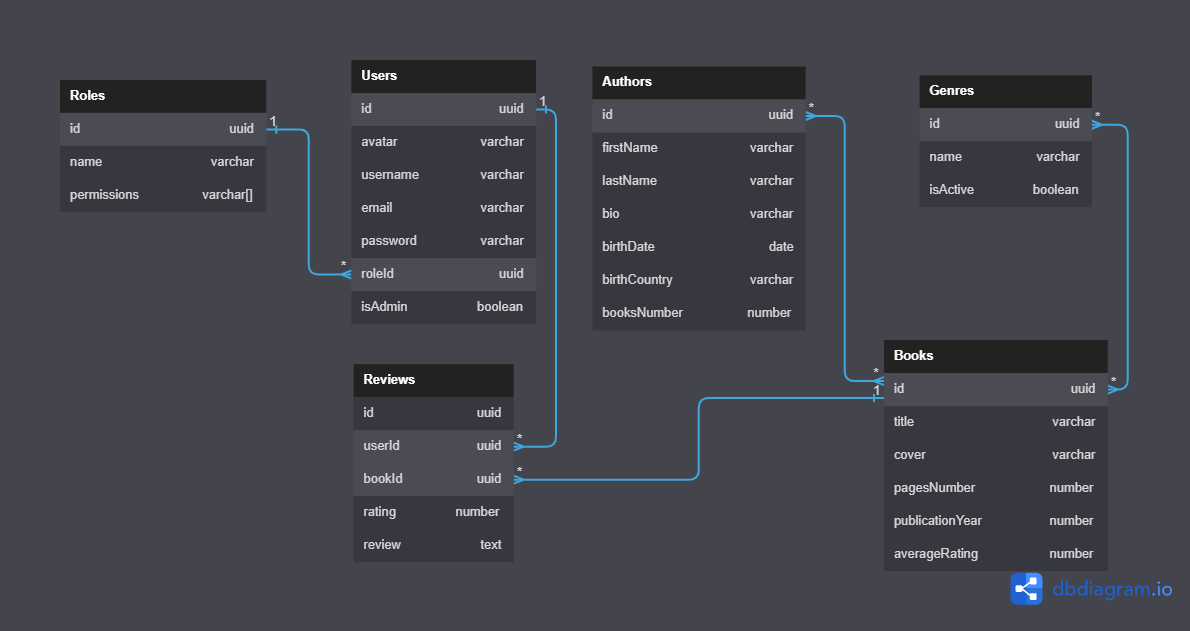 Roles
id uuid
name varchar
permissions varchar[]
1
*
Users
id uuid
avatar varchar
username varchar
email varchar
password varchar
roleId uuid
isAdmin boolean
1
Authors
id uuid
firstName varchar
lastName varchar
bio varchar
birthDate date
birthCountry varchar
booksNumber number
*
Genres
id uuid
name varchar
isActive boolean
*
Reviews
id uuid
userId uuid
bookId uuid
rating number
review text
*
*
Books
id uuid
title varchar
cover varchar
pagesNumber number
publicationYear number
averageRating number
*
1
*
dbdiagram.io